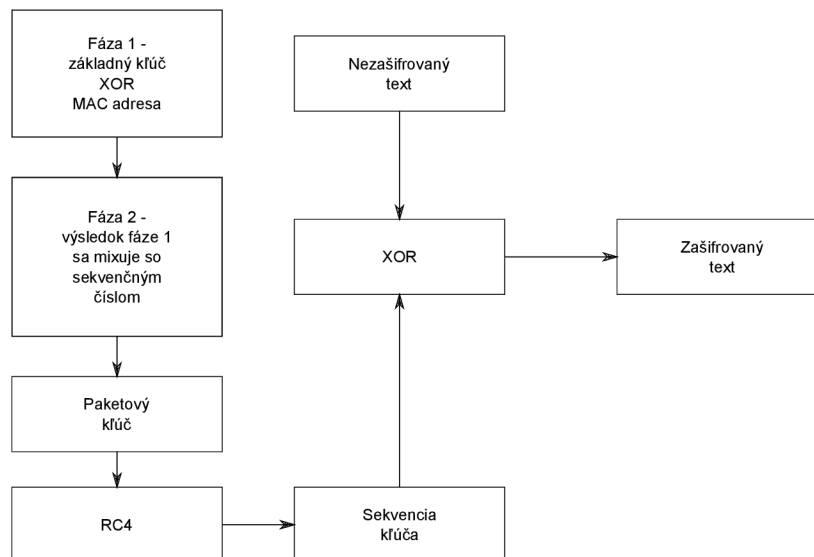 Fáza 1 -
základný kľúč
XOR
MAC adresa
Nezašifrovaný
text
Fáza 2 -
výsledok fáze 1
sa mixuje so
sekvenčným
číslom
XOR
Zašifrovaný
text
Paketový
kľúč
RC4
Sekvencia
kľúča